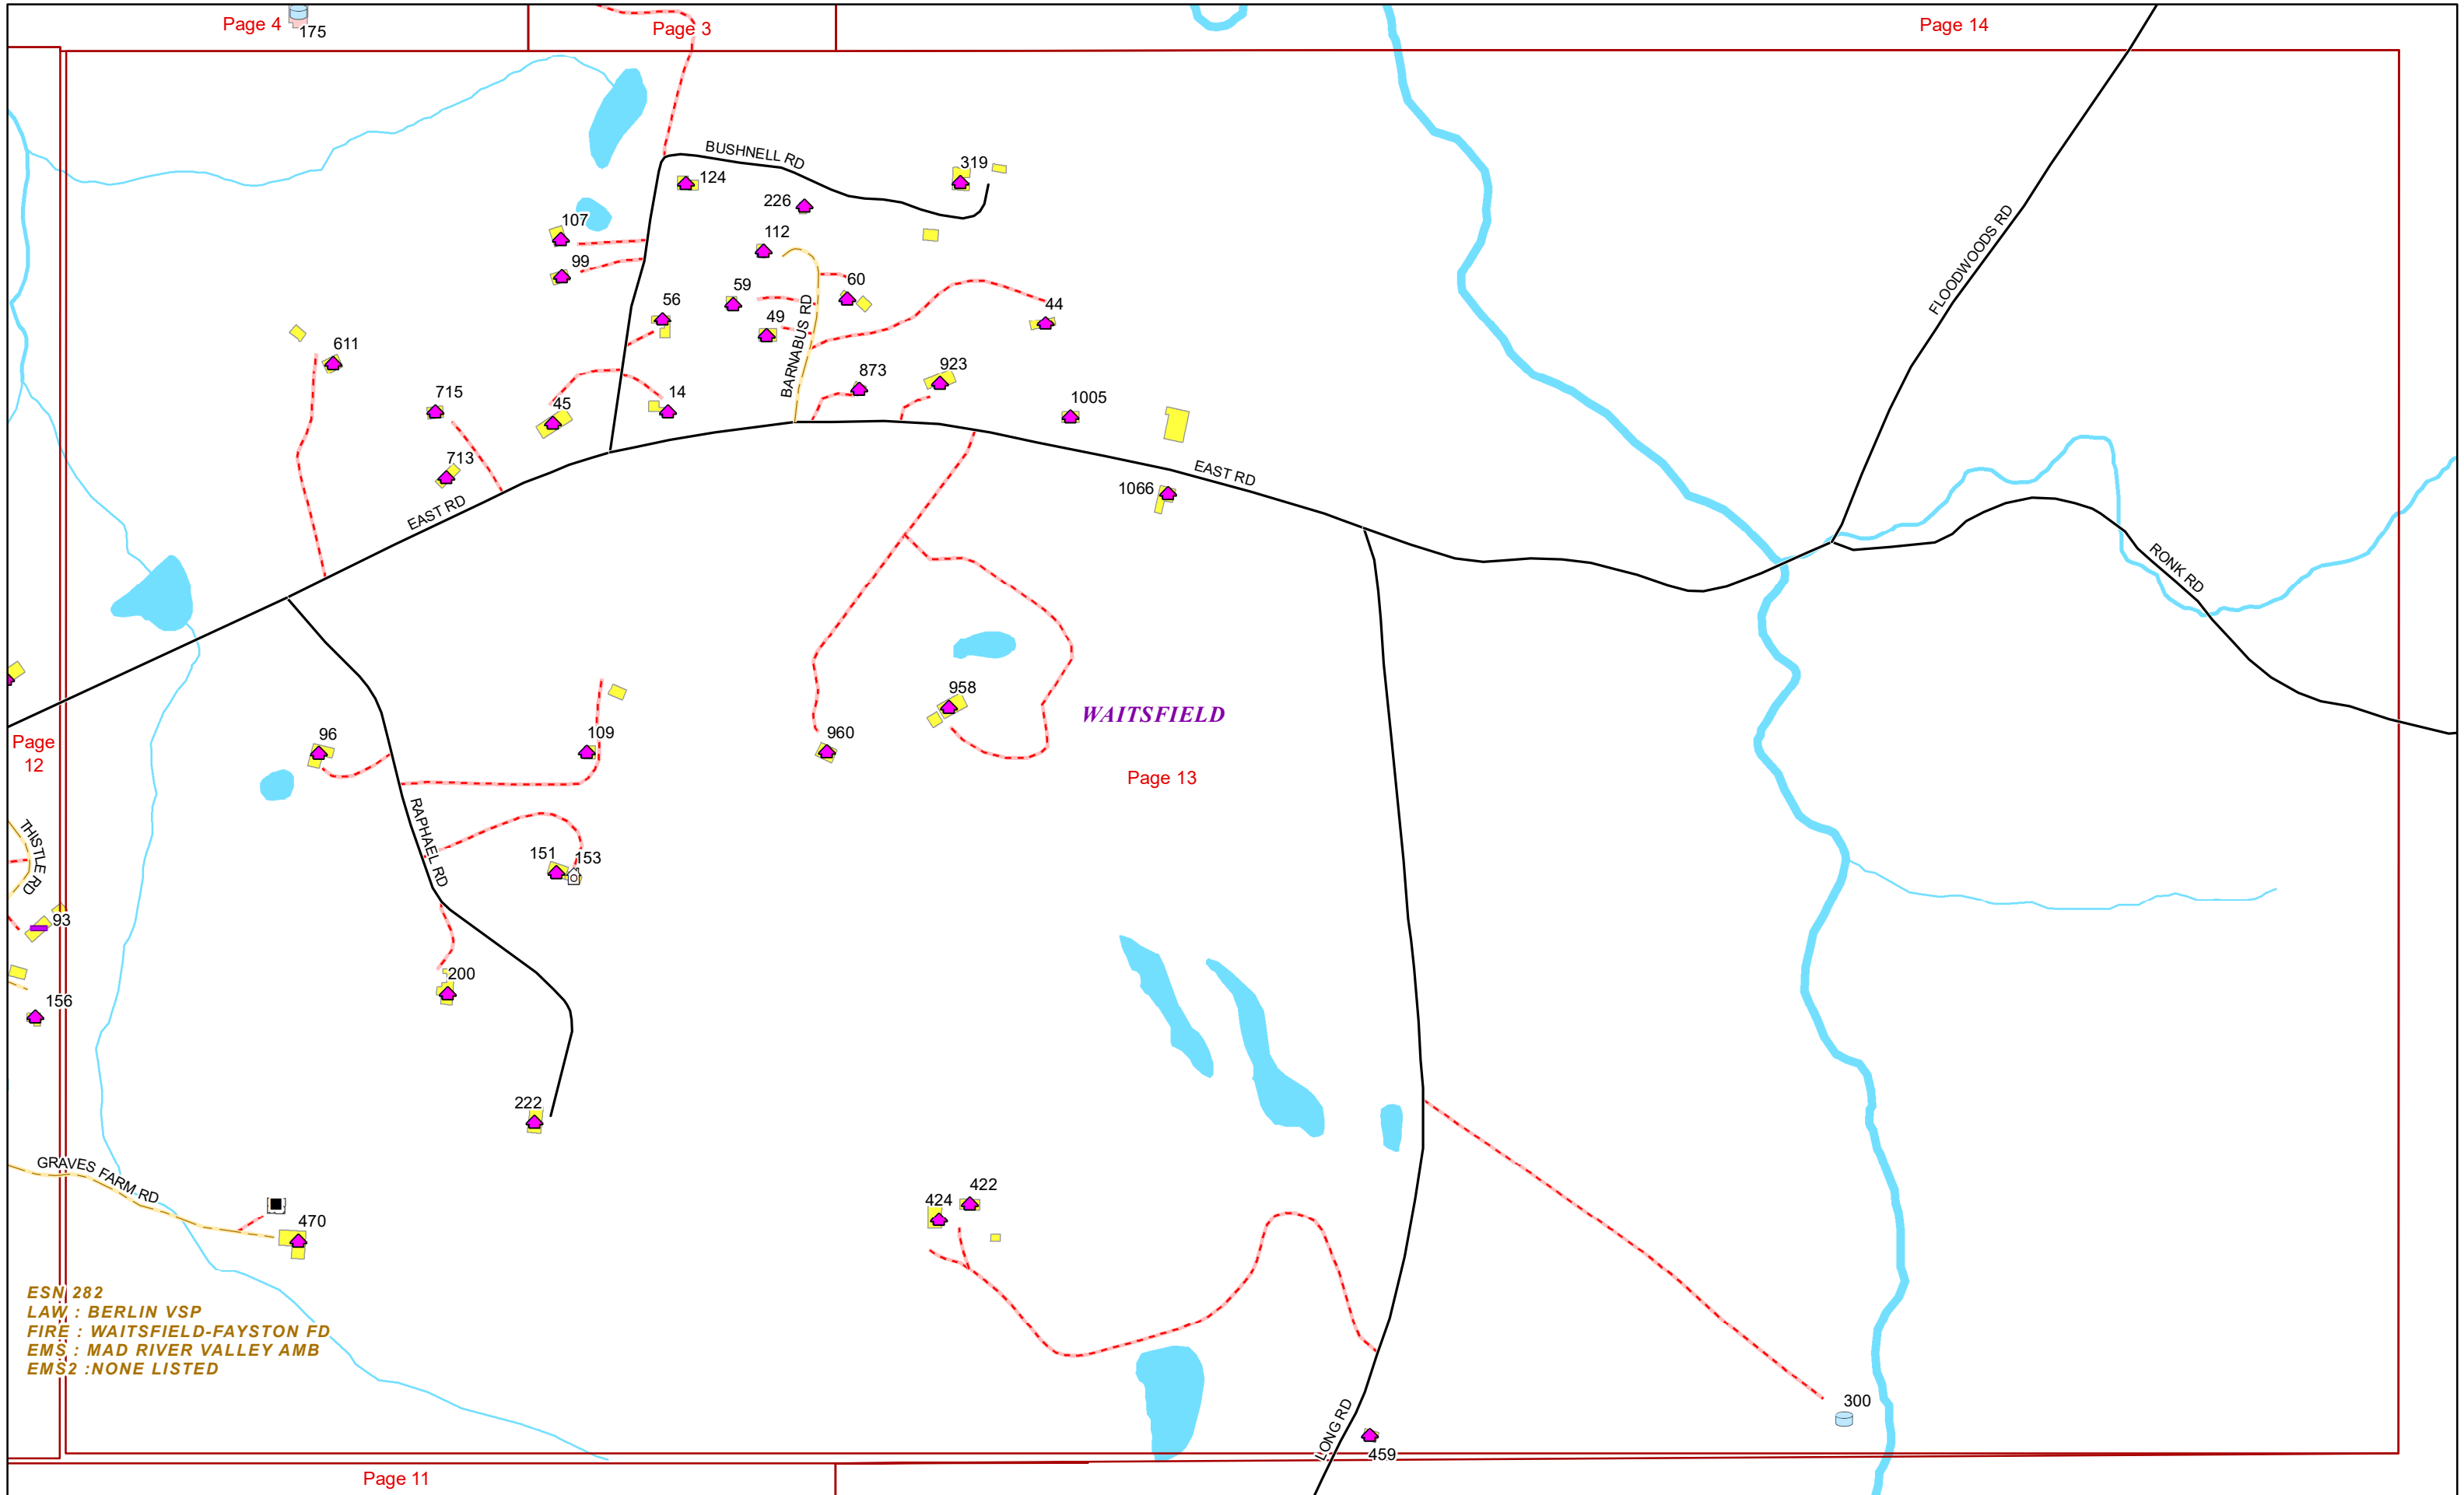 Page 4
175
Page 3
Page 14
BUSHNELL RD
319
124
226
107
112
99
FLOODWOODS RD
59
60
56
44
49
BARNABUS RD
611
873
923
715
45
14
1005
713
EAST RD
1066
EAST RD
RONK RD
958
WAITSFIELD
96
109
960
Page
12
Page 13
RAPHAEL RD
THISTLE RD
151
153
93
200
156
222
GRAVES FARM RD
422
424
470
ESN 282
LAW : BERLIN VSP
FIRE : WAITSFIELD-FAYSTON FD
EMS : MAD RIVER VALLEY AMB
EMS2 :NONE LISTED
300
LONG RD
459
Page 11